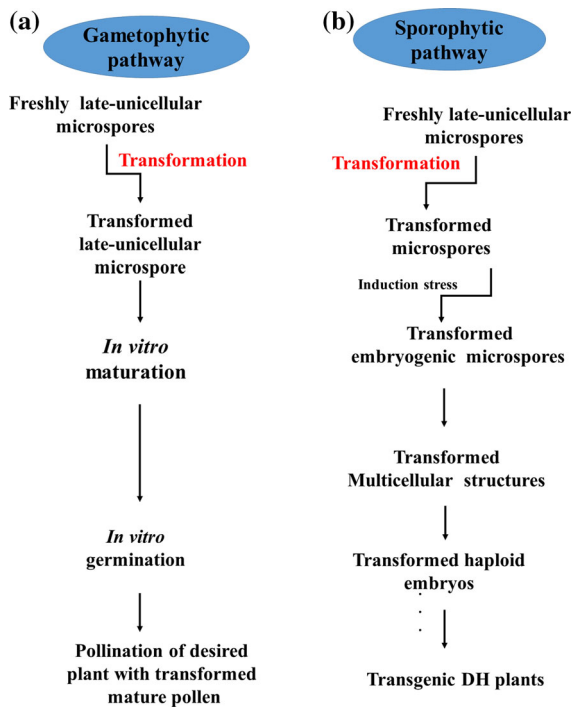 (a)
Gametophytic
pathway
Freshly late-unicellular
microspores
Transformation
Transformed
late-unicellular
microspore
In vitro
maturation
In vitro
germination
Pollination of desired
plant with transformed
mature pollen
(b)
Sporophytic
pathway
Freshly late-unicellular
microspores
Transformation
Transformed
microspores
Induction stress
Transformed
embryogenic microspores
Transformed
Multicellular structures
Transformed haploid
embryos
Transgenic DH plants